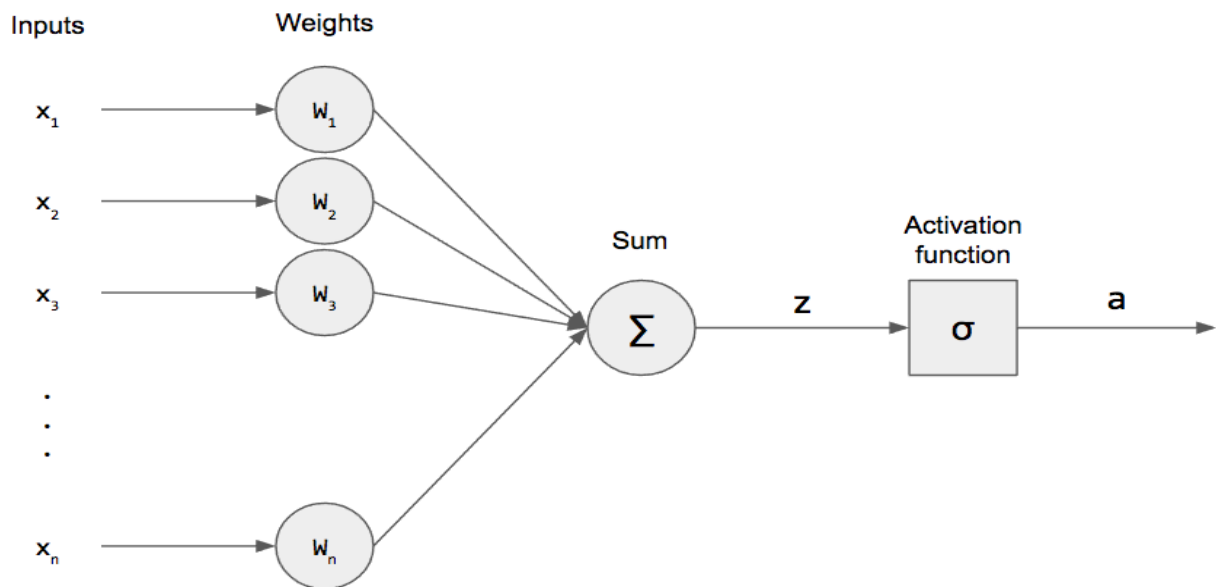 Inputs
Weights
x₁
W₁
x₂
W₂
x₃
W₃
.
.
.
xₙ
Wₙ
Sum
Σ
z
Activation
function
σ
a